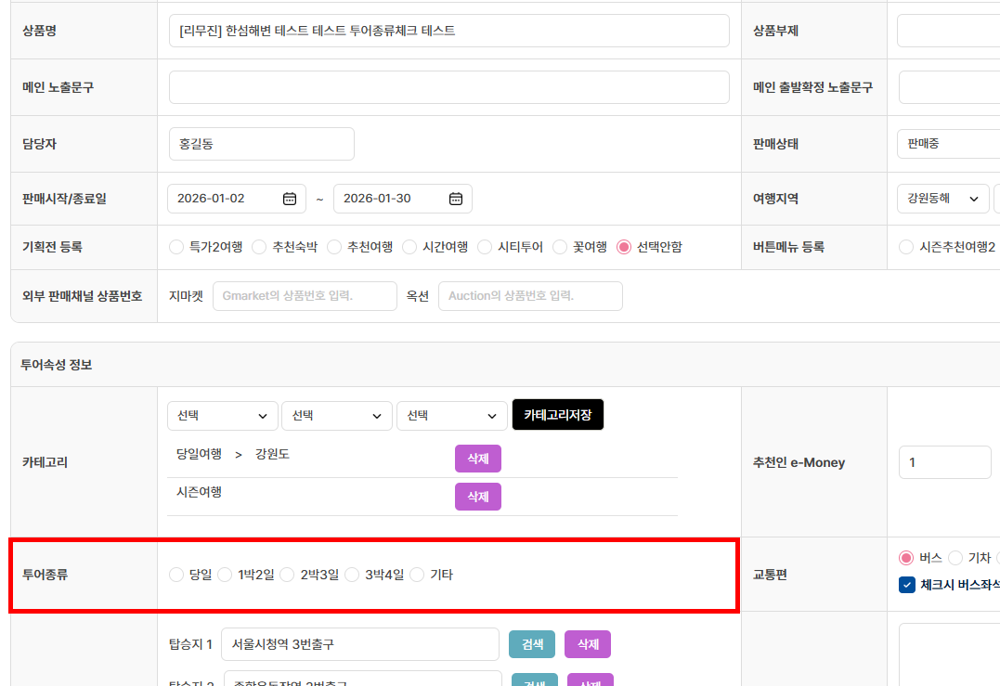 상품명 [리무진] 한섬해변 테스트 테스트 투어종류체크 테스트 상품부제
메인 노출문구 메인 출발확정 노출문구
담당자 홍길동 판매상태 판매중
판매시작/종료일 2026-01-02 ~ 2026-01-30 여행지역 강원동해
기획전 등록 특가2여행 추천숙박 추천여행 시간여행 시티투어 꽃여행 선택안함 버튼메뉴 등록 시즌추천여행2
외부 판매채널 상품번호 지마켓 Gmarket의 상품번호 입력. 옥션 Auction의 상품번호 입력.
투어속성 정보
선택 선택 선택 카테고리저장
당일여행 > 강원도 삭제
카테고리 추천인 e-Money 1
시즌여행 삭제
투어종류 당일 1박2일 2박3일 3박4일 기타 교통편 버스 기차
체크시 버스좌석
탑승지 1 서울시청역 3번출구 검색 삭제